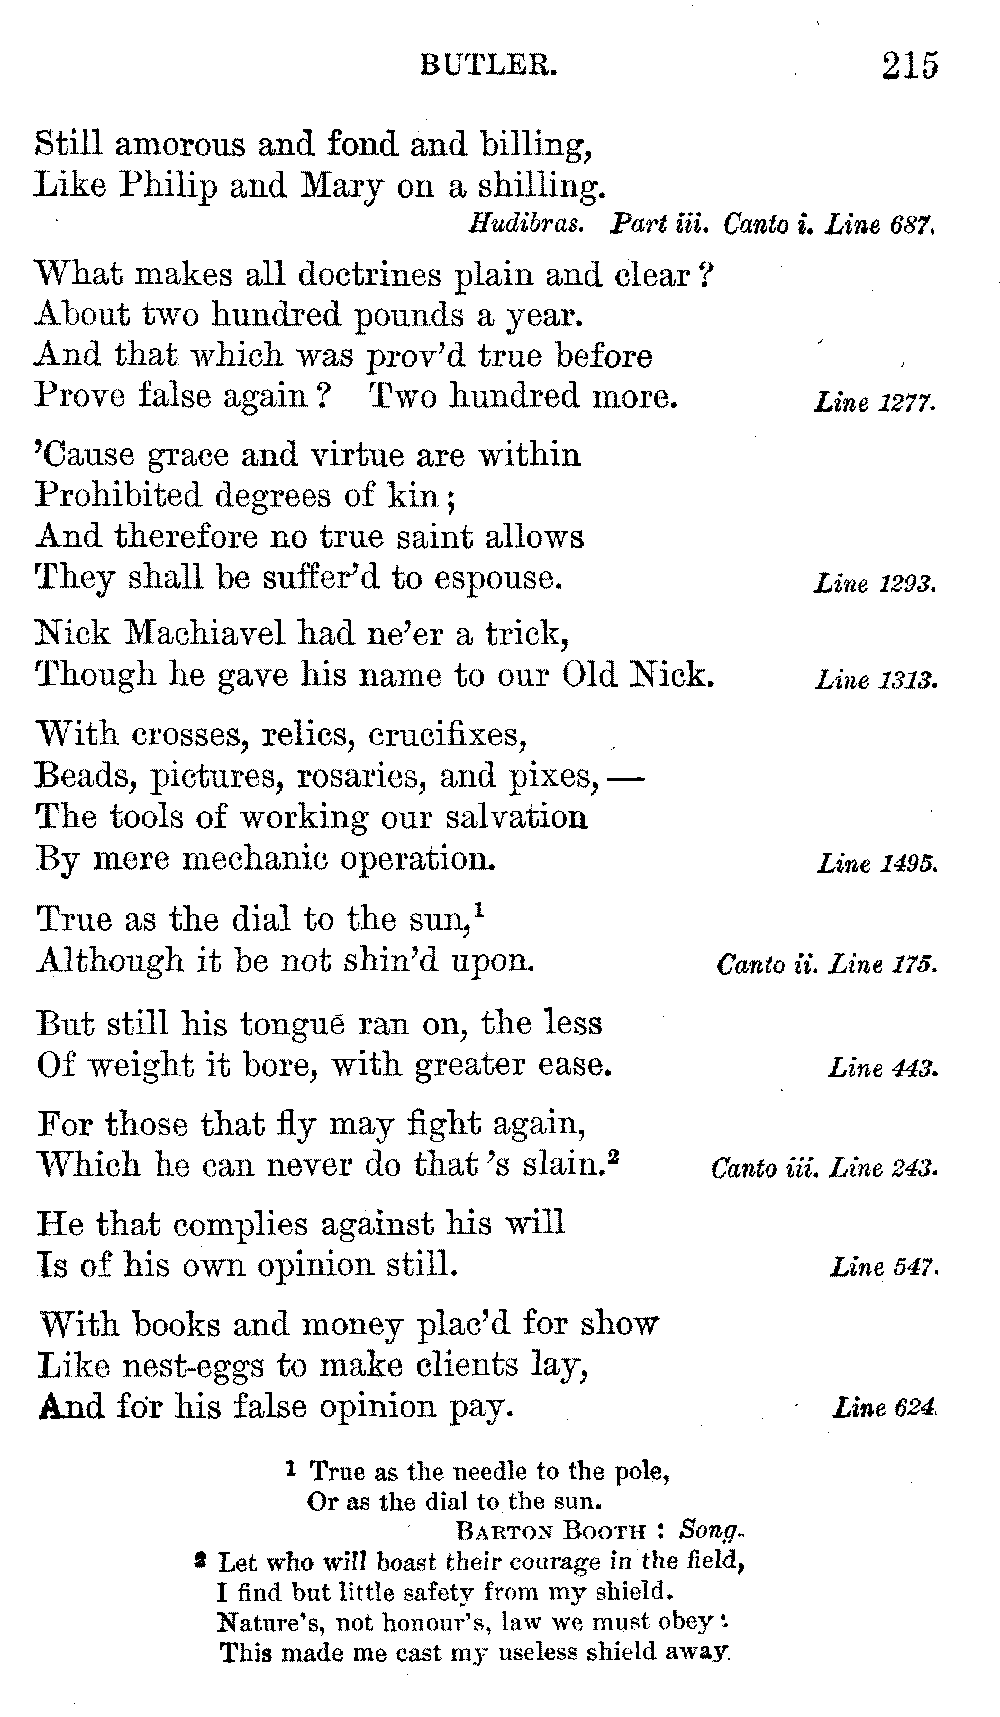 BUTLER. 215
Still amorous and fond and billing,
Like Philip and Mary on a shilling.
Hudibras. Part iii. Canto i. Line 687.
What makes all doctrines plain and clear?
About two hundred pounds a year.
And that which was prov'd true before
Prove false again? Two hundred more. Line 1277.
'Cause grace and virtue are within
Prohibited degrees of kin;
And therefore no true saint allows
They shall be suffer'd to espouse. Line 1293.
Nick Machiavel had ne'er a trick,
Though he gave his name to our Old Nick. Line 1313.
With crosses, relics, crucifixes,
Beads, pictures, rosaries, and pixes, —
The tools of working our salvation
By mere mechanic operation. Line 1495.
True as the dial to the sun,¹
Although it be not shin'd upon. Canto ii. Line 175.
But still his tongue ran on, the less
Of weight it bore, with greater ease. Line 443.
For those that fly may fight again,
Which he can never do that 's slain.² Canto iii. Line 243.
He that complies against his will
Is of his own opinion still. Line 547.
With books and money plac'd for show
Like nest-eggs to make clients lay,
And for his false opinion pay. Line 624.
1 True as the needle to the pole,
Or as the dial to the sun.
BARTON BOOTH: Song.
2 Let who will boast their courage in the field,
I find but little safety from my shield.
Nature's, not honour's, law we must obey:
This made me cast my useless shield away.